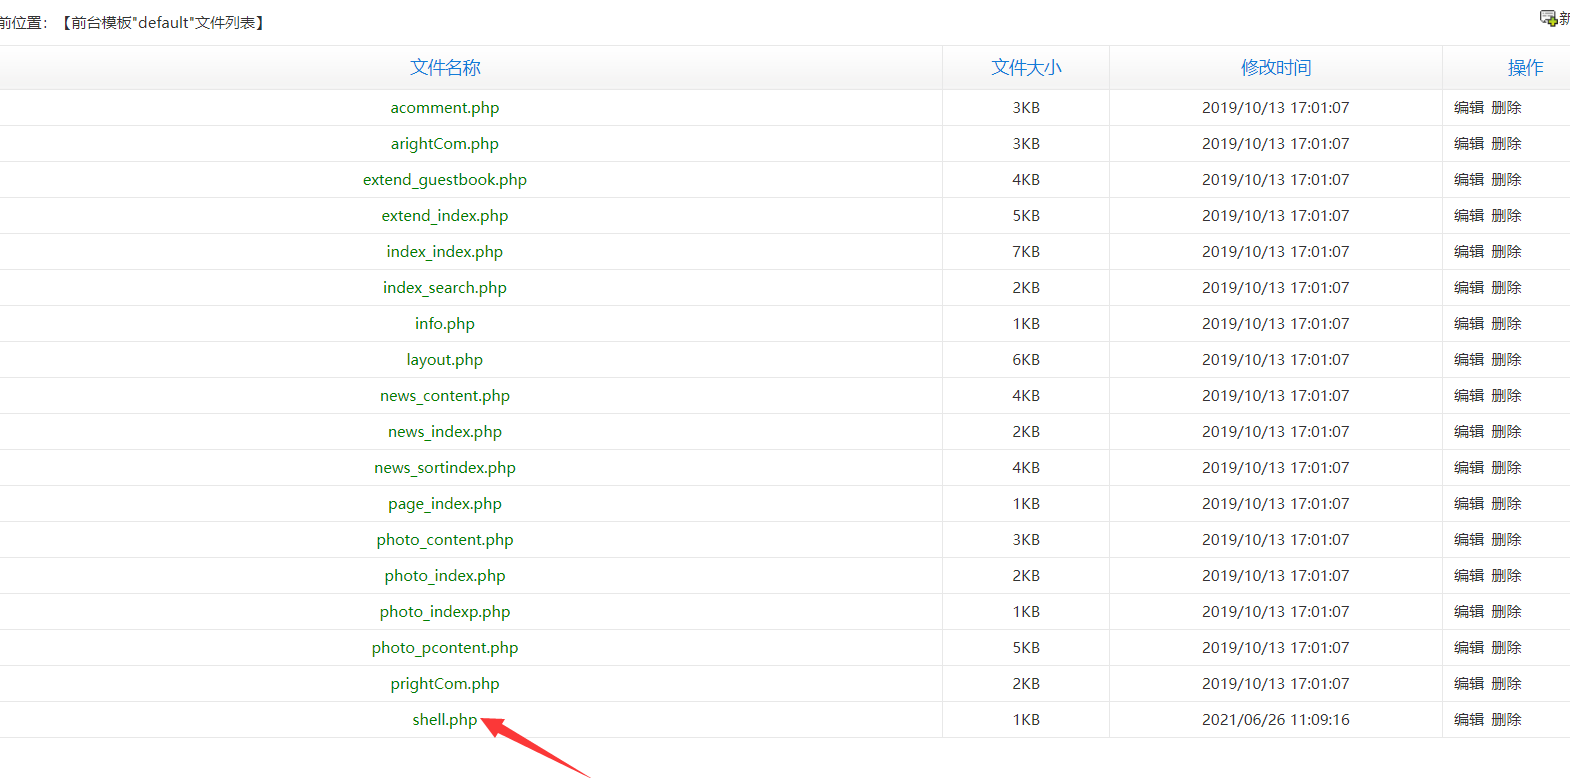 前位置：【前台模板"default"文件列表】 新
文件名称 文件大小 修改时间 操作
acomment.php 3KB 2019/10/13 17:01:07 编辑 删除
arightCom.php 3KB 2019/10/13 17:01:07 编辑 删除
extend_guestbook.php 4KB 2019/10/13 17:01:07 编辑 删除
extend_index.php 5KB 2019/10/13 17:01:07 编辑 删除
index_index.php 7KB 2019/10/13 17:01:07 编辑 删除
index_search.php 2KB 2019/10/13 17:01:07 编辑 删除
info.php 1KB 2019/10/13 17:01:07 编辑 删除
layout.php 6KB 2019/10/13 17:01:07 编辑 删除
news_content.php 4KB 2019/10/13 17:01:07 编辑 删除
news_index.php 2KB 2019/10/13 17:01:07 编辑 删除
news_sortindex.php 4KB 2019/10/13 17:01:07 编辑 删除
page_index.php 1KB 2019/10/13 17:01:07 编辑 删除
photo_content.php 3KB 2019/10/13 17:01:07 编辑 删除
photo_index.php 2KB 2019/10/13 17:01:07 编辑 删除
photo_indexp.php 1KB 2019/10/13 17:01:07 编辑 删除
photo_pcontent.php 5KB 2019/10/13 17:01:07 编辑 删除
prightCom.php 2KB 2019/10/13 17:01:07 编辑 删除
shell.php 1KB 2021/06/26 11:09:16 编辑 删除